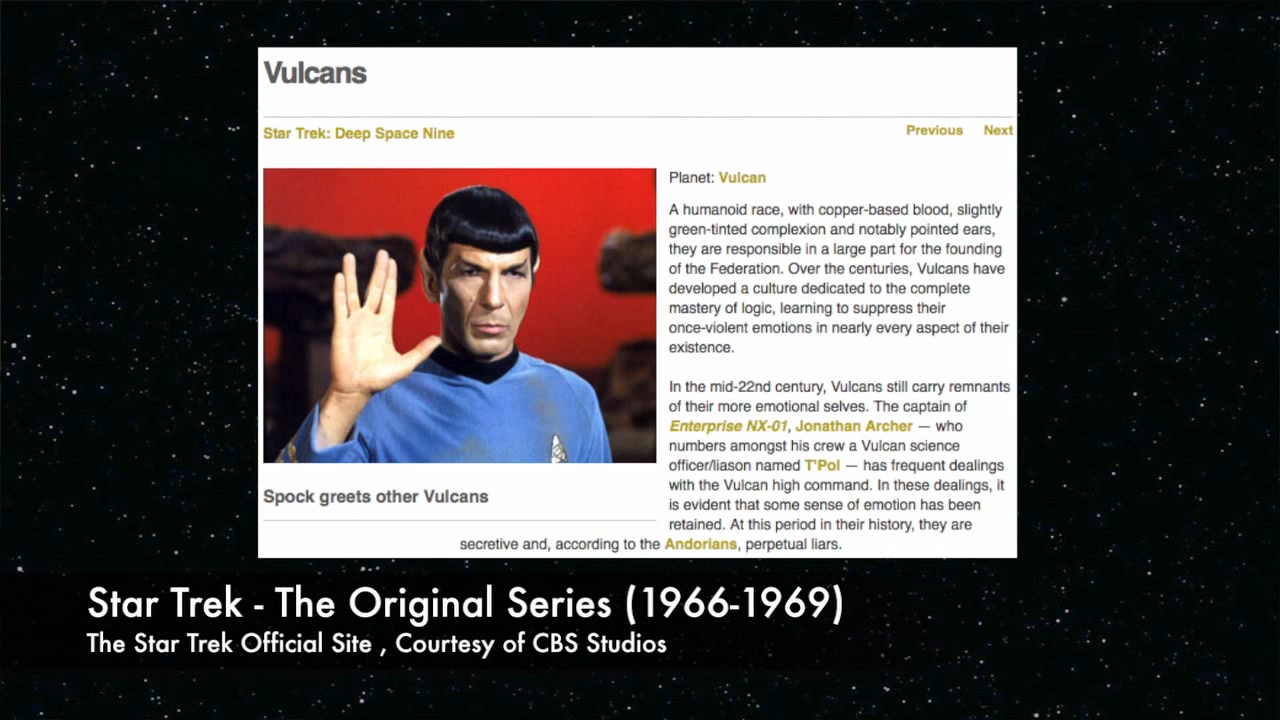 Vulcans
Star Trek: Deep Space Nine
Previous Next
Planet: Vulcan
A humanoid race, with copper-based blood, slightly
green-tinted complexion and notably pointed ears,
they are responsible in a large part for the founding
of the Federation. Over the centuries, Vulcans have
developed a culture dedicated to the complete
mastery of logic, learning to suppress their
once-violent emotions in nearly every aspect of their
existence.
In the mid-22nd century, Vulcans still carry remnants
of their more emotional selves. The captain of
Enterprise NX-01, Jonathan Archer — who
numbers amongst his crew a Vulcan science
officer/liason named T'Pol — has frequent dealings
with the Vulcan high command. In these dealings, it
is evident that some sense of emotion has been
retained. At this period in their history, they are
secretive and, according to the Andorians, perpetual liars.
Spock greets other Vulcans
Star Trek - The Original Series (1966-1969)
The Star Trek Official Site , Courtesy of CBS Studios